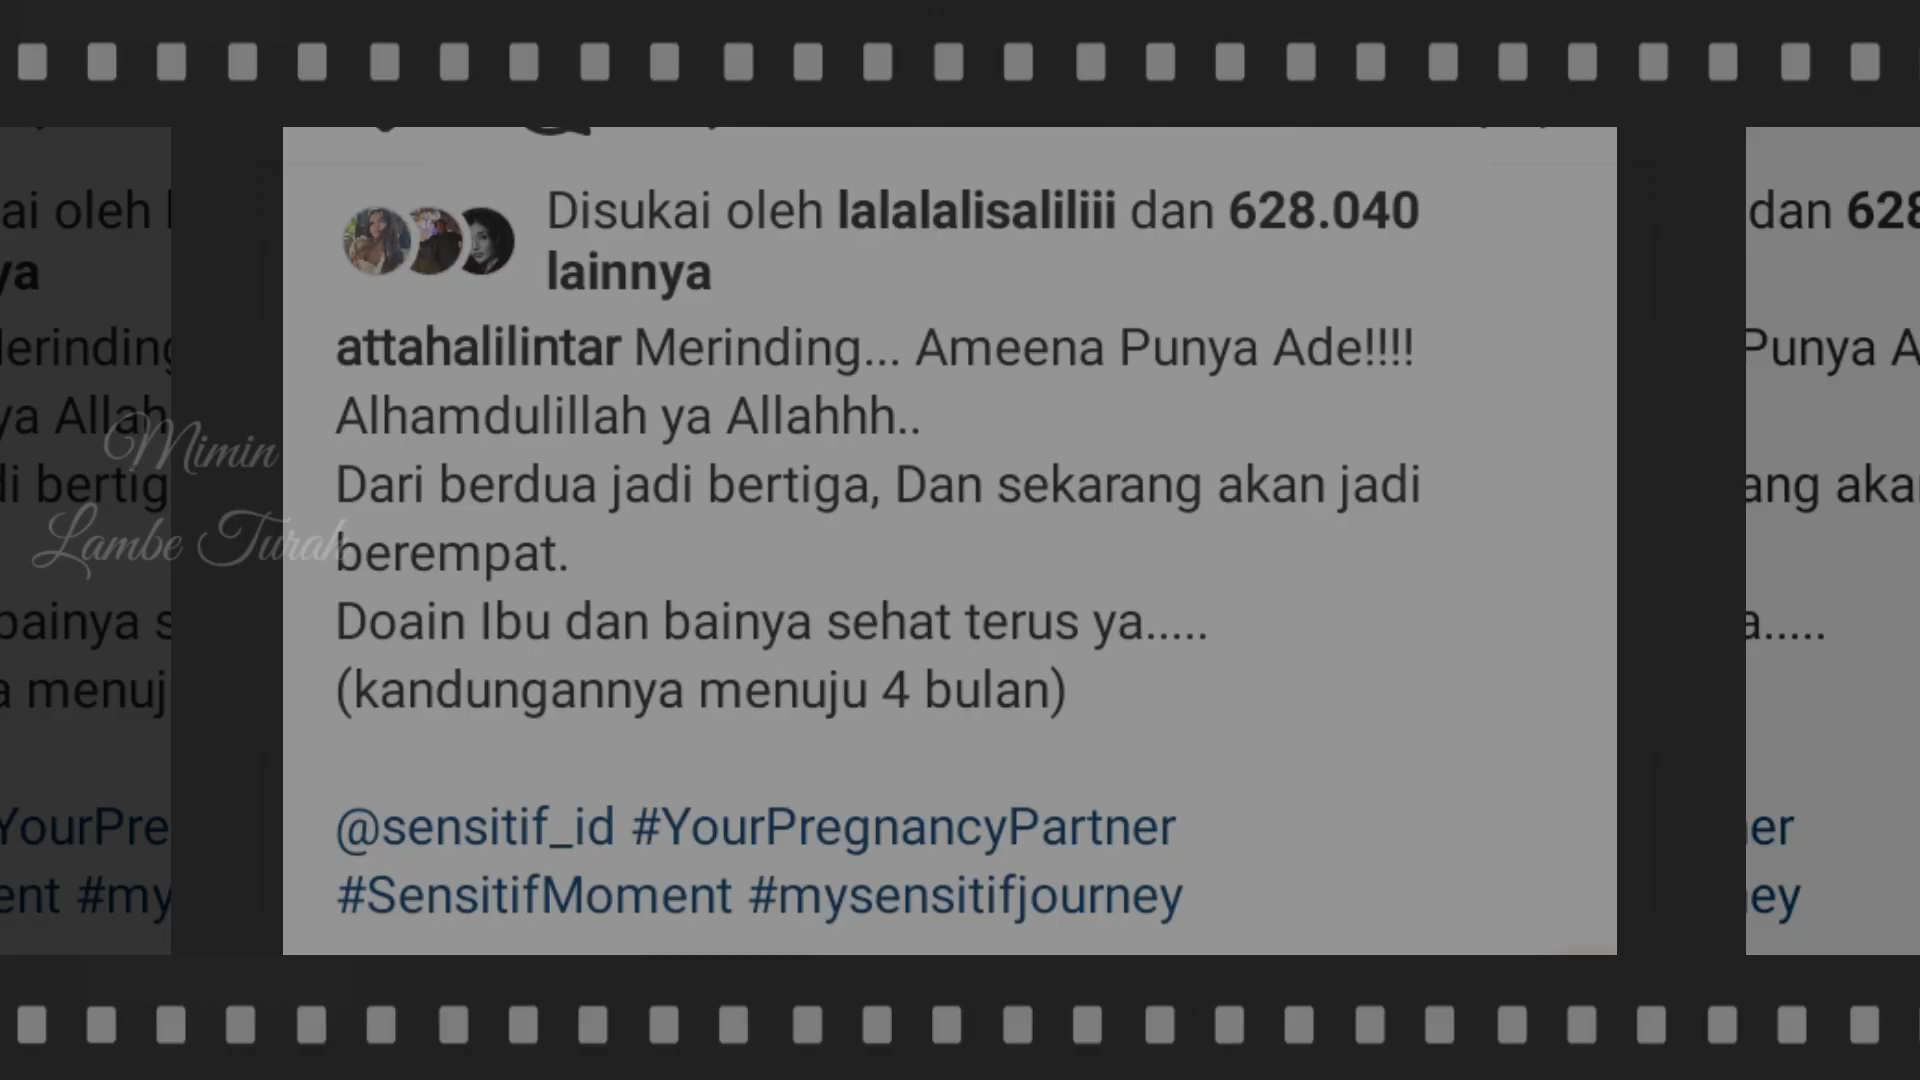 Disukai oleh lalalalisaliliii dan 628.040
lainnya
attahalilintar Merinding... Ameena Punya Ade!!!!
Alhamdulillah ya Allahhh..
Dari berdua jadi bertiga, Dan sekarang akan jadi
berempat.
Doain Ibu dan bainya sehat terus ya.....
(kandungannya menuju 4 bulan)
@sensitif_id #YourPregnancyPartner
#SensitifMoment #mysensitifjourney
Mimin
Lambe Turah